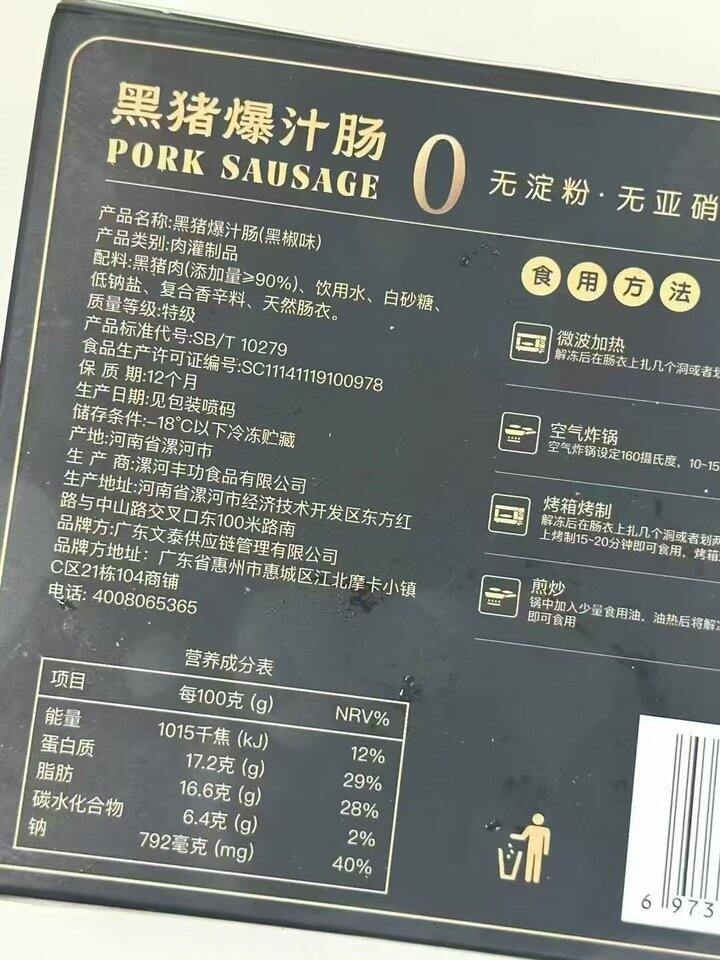 黑猪爆汁肠
PORK SAUSAGE
0
无淀粉·无亚硝
产品名称:黑猪爆汁肠(黑椒味)
产品类别:肉灌制品
配料:黑猪肉(添加量≥90%)、饮用水、白砂糖、
低钠盐、复合香辛料、天然肠衣。
质量等级:特级
产品标准代号:SB/T 10279
食品生产许可证编号:SC11141119100978
保 质 期:12个月
生产日期:见包装喷码
储存条件:-18℃以下冷冻贮藏
产地:河南省漯河市
生 产 商:漯河丰功食品有限公司
生产地址:河南省漯河市经济技术开发区东方红
路与中山路交叉口东100米路南
品牌方:广东文泰供应链管理有限公司
品牌方地址: 广东省惠州市惠城区江北摩卡小镇
C区21栋104商铺
电话: 4008065365
食用方法
微波加热
解冻后在肠衣上扎几个洞或者划
空气炸锅
空气炸锅设定160摄氏度, 10-15
烤箱烤制
解冻后在肠衣上扎几个洞或者划两
上烤制15~20分钟即可食用、烤箱
煎炒
锅中加入少量食用油、油热后将解
即可食用
营养成分表
项目 每100克 (g) NRV%
能量 1015千焦 (kJ) 12%
蛋白质 17.2克 (g) 29%
脂肪 16.6克 (g) 28%
碳水化合物 6.4克 (g) 2%
钠 792毫克 (mg) 40%
6 973